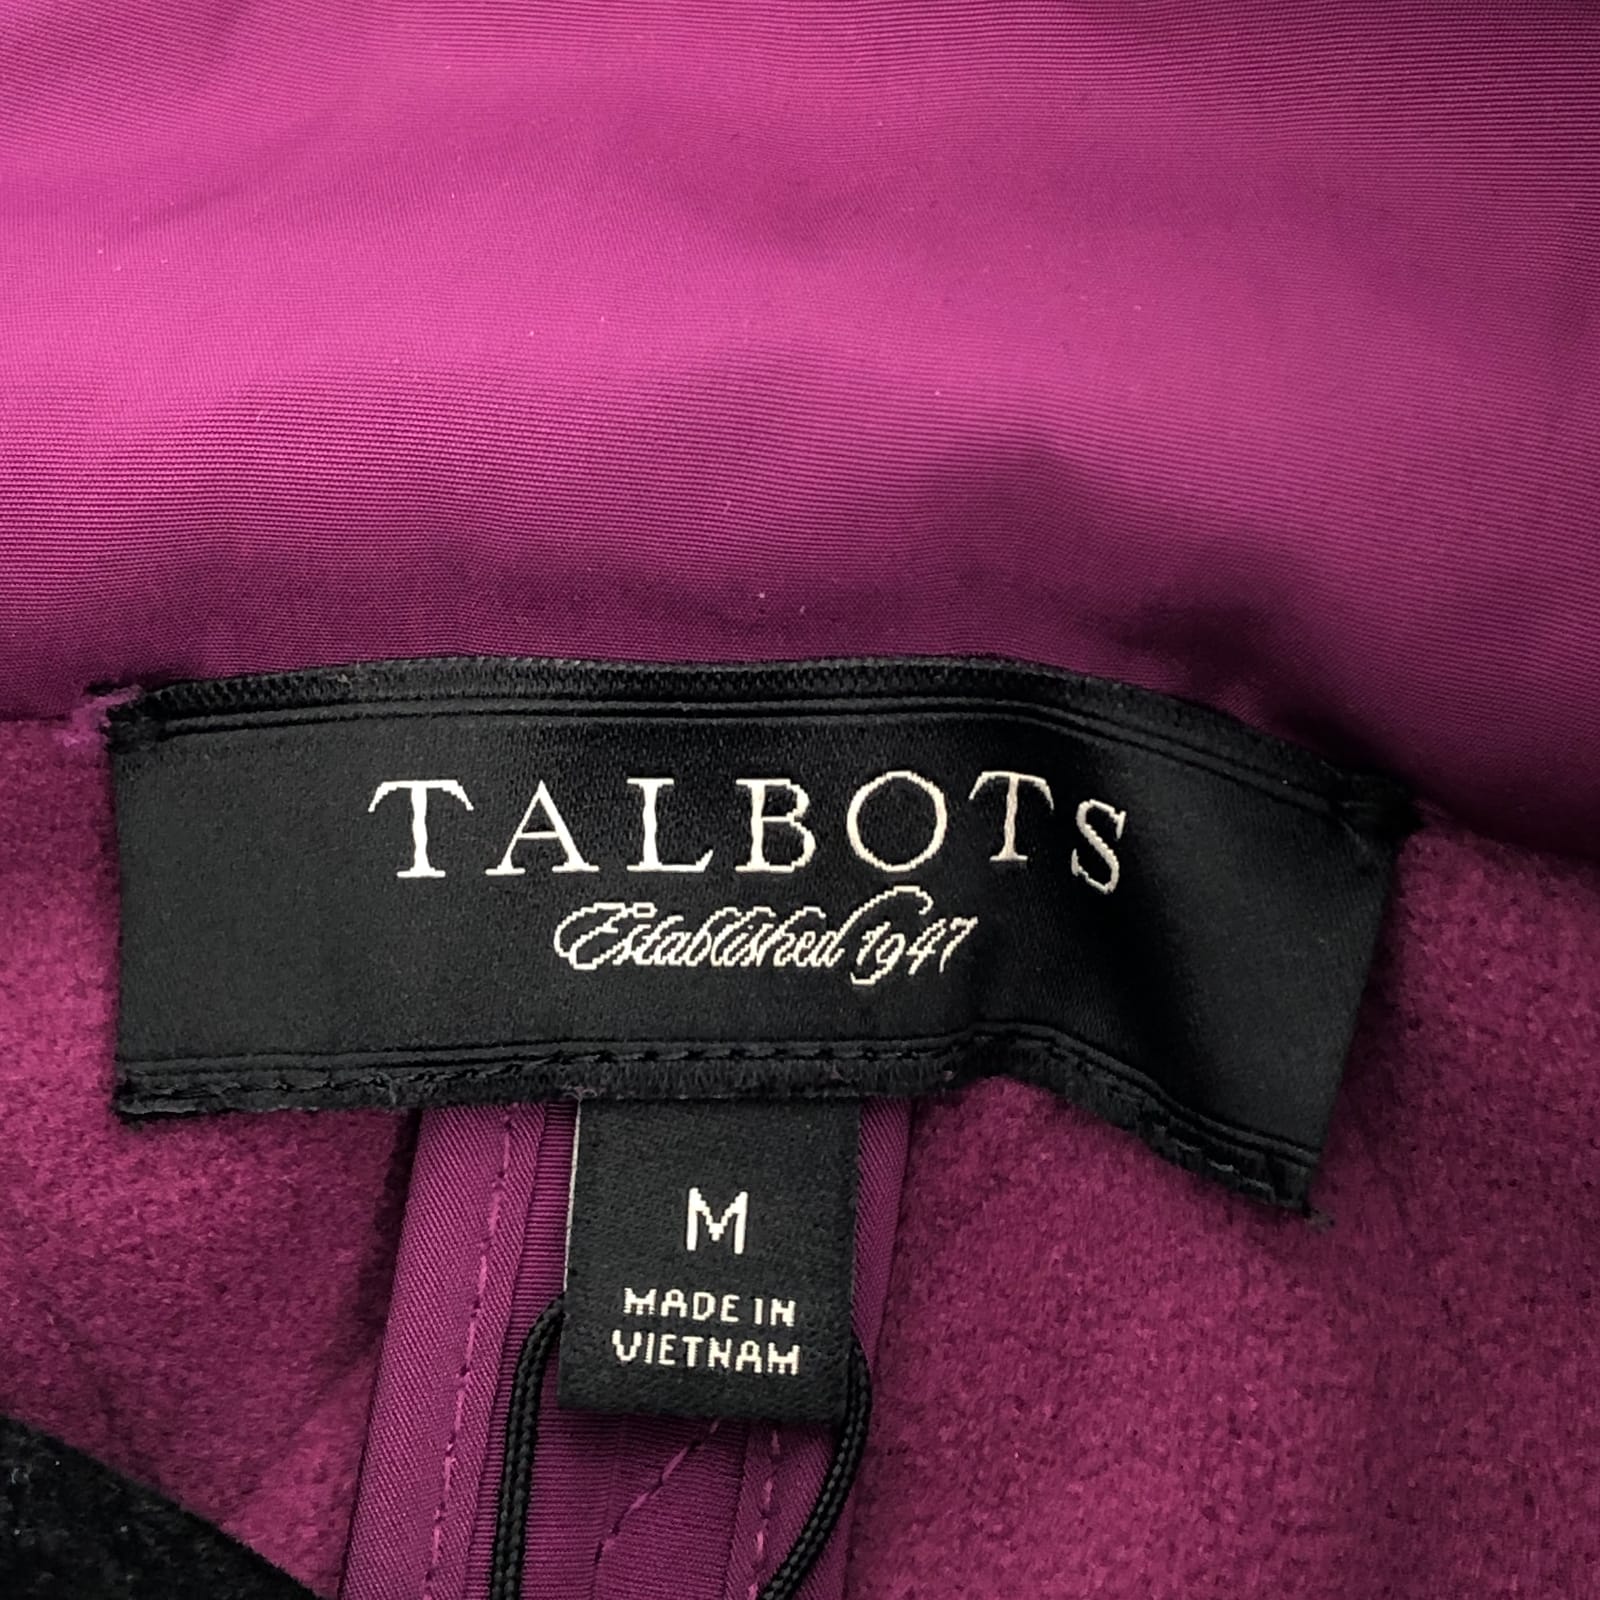 TALBOTS
Established 1947
M
MADE IN
VIETNAM